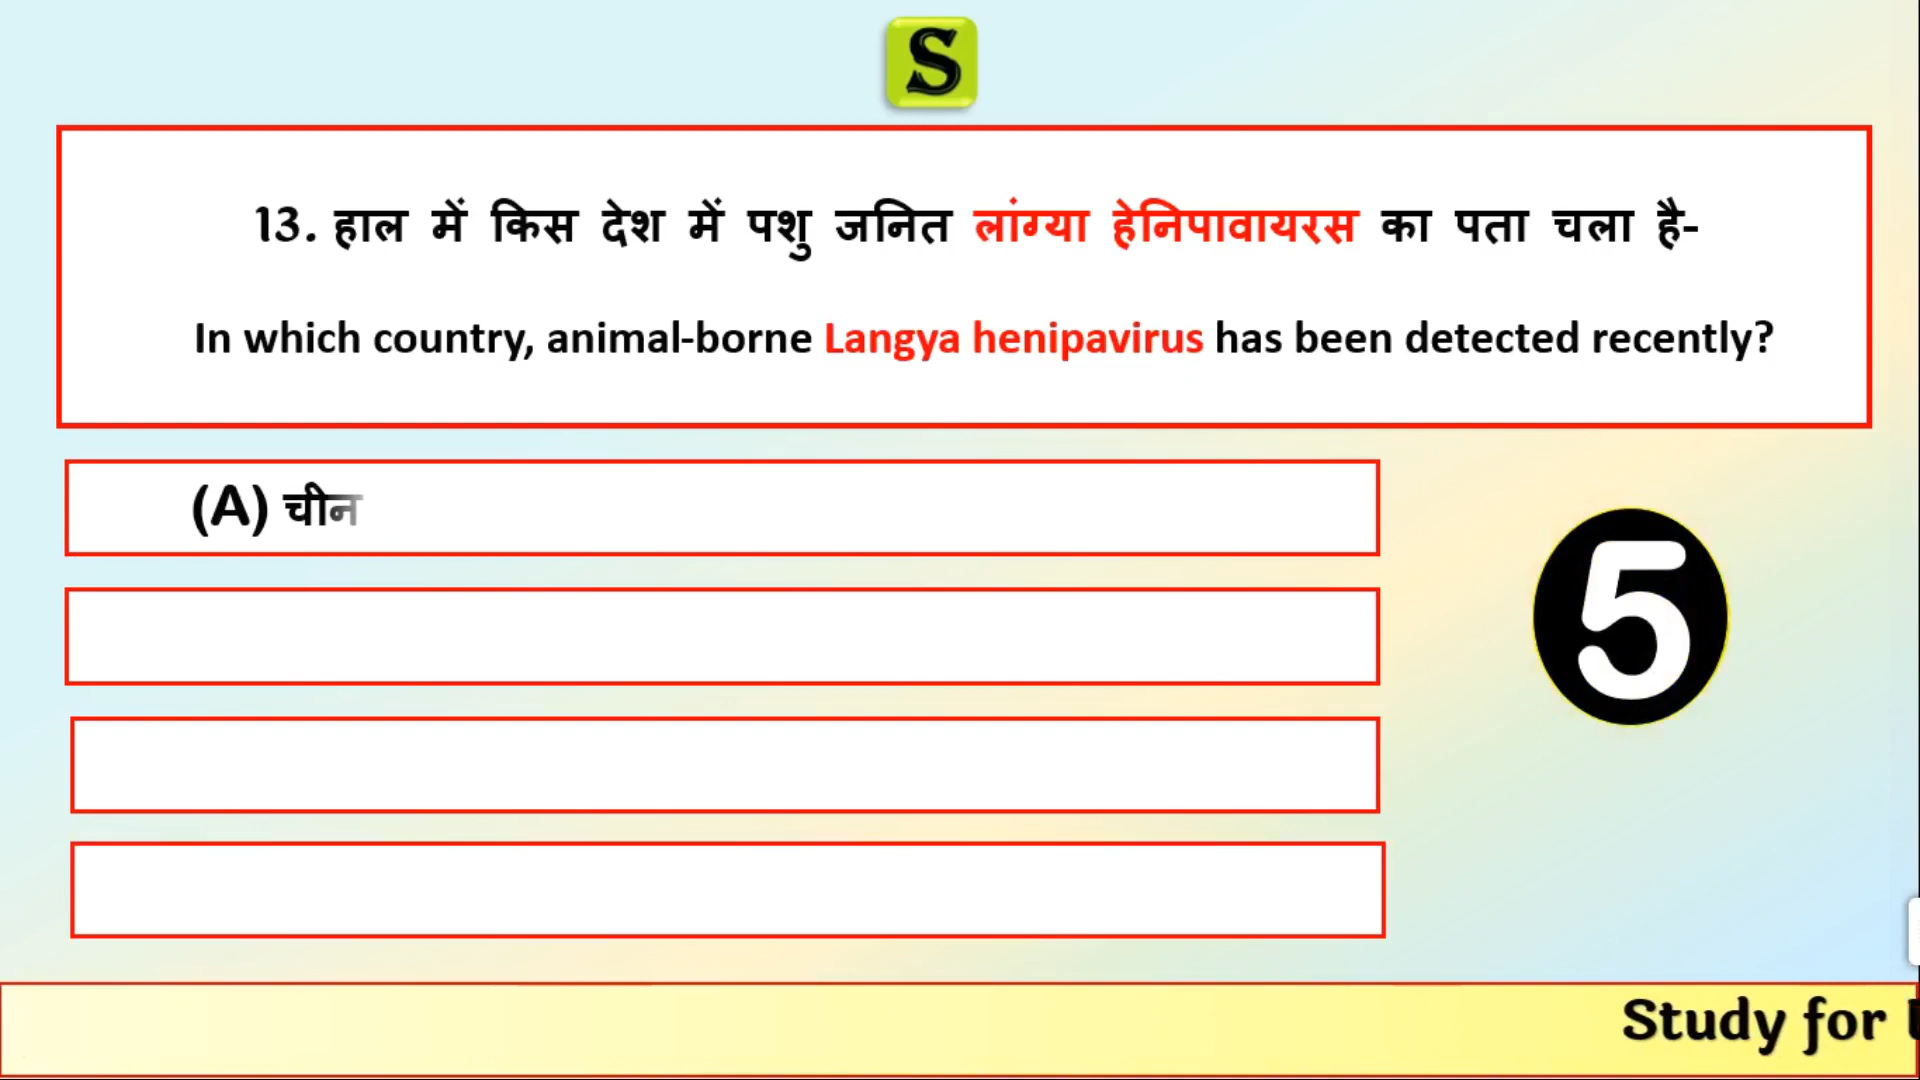 S
13. हाल में किस देश में पशु जनित लांग्या हेनिपावायरस का पता चला है-
In which country, animal-borne Langya henipavirus has been detected recently?
(A) चीन
5
Study for